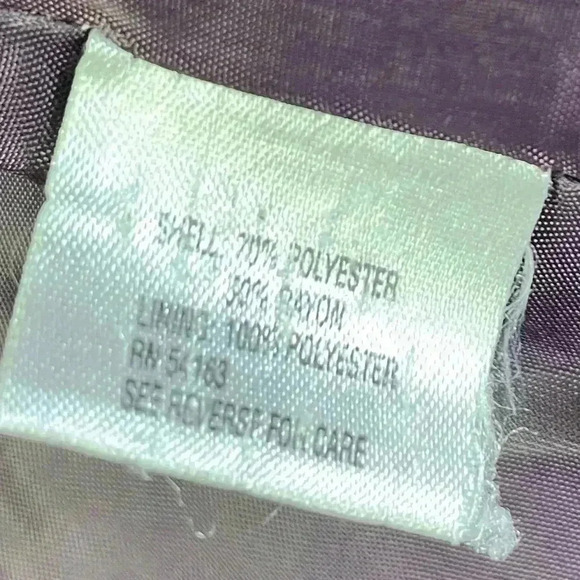 SHELL: 70% POLYESTER
30% RAYON
LINING: 100% POLYESTER
RN 54163
SEE REVERSE FOR CARE